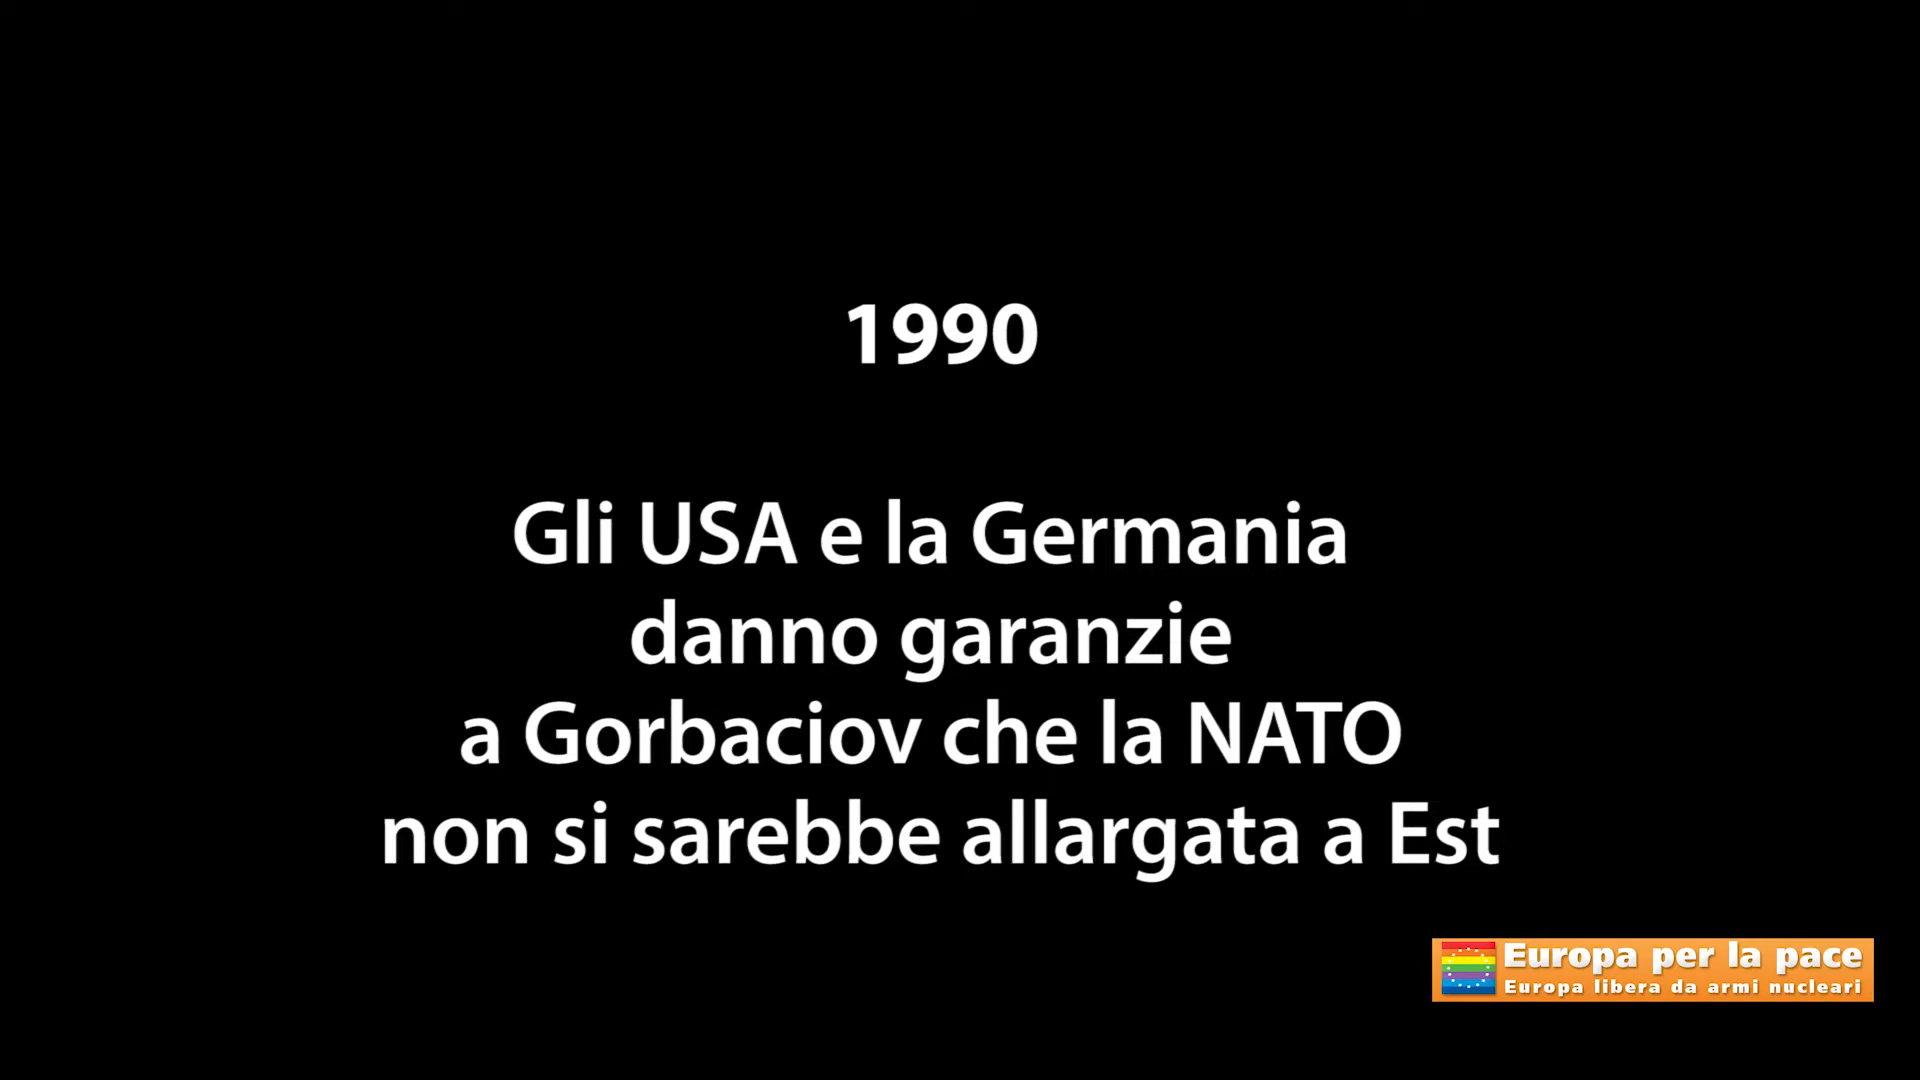 1990
Gli USA e la Germania
danno garanzie
a Gorbaciov che la NATO
non si sarebbe allargata a Est
Europa per la pace
Europa libera da armi nucleari